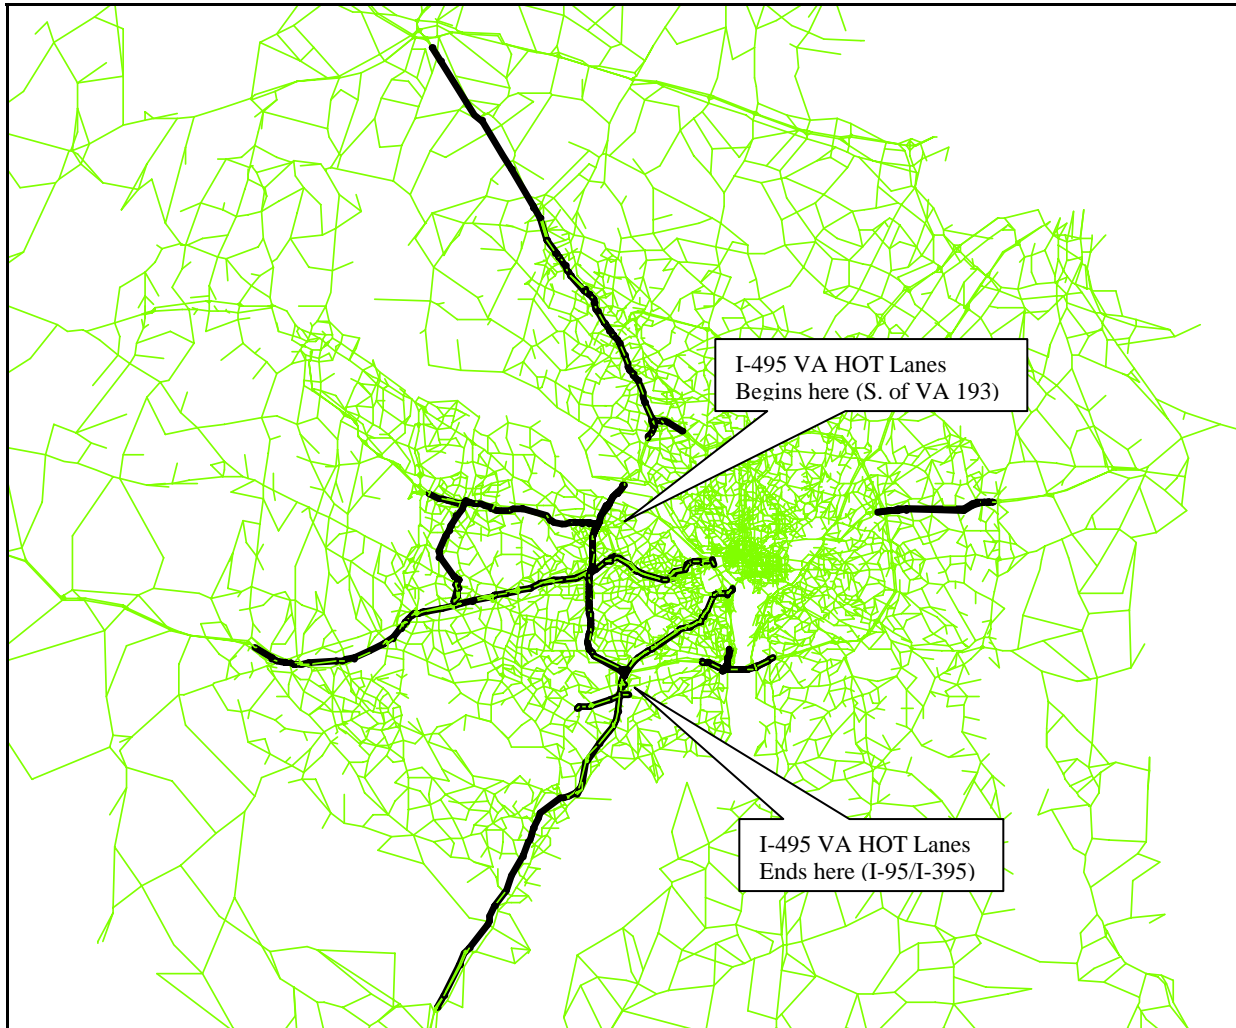 I-495 VA HOT Lanes
Begins here (S. of VA 193)
I-495 VA HOT Lanes
Ends here (I-95/I-395)